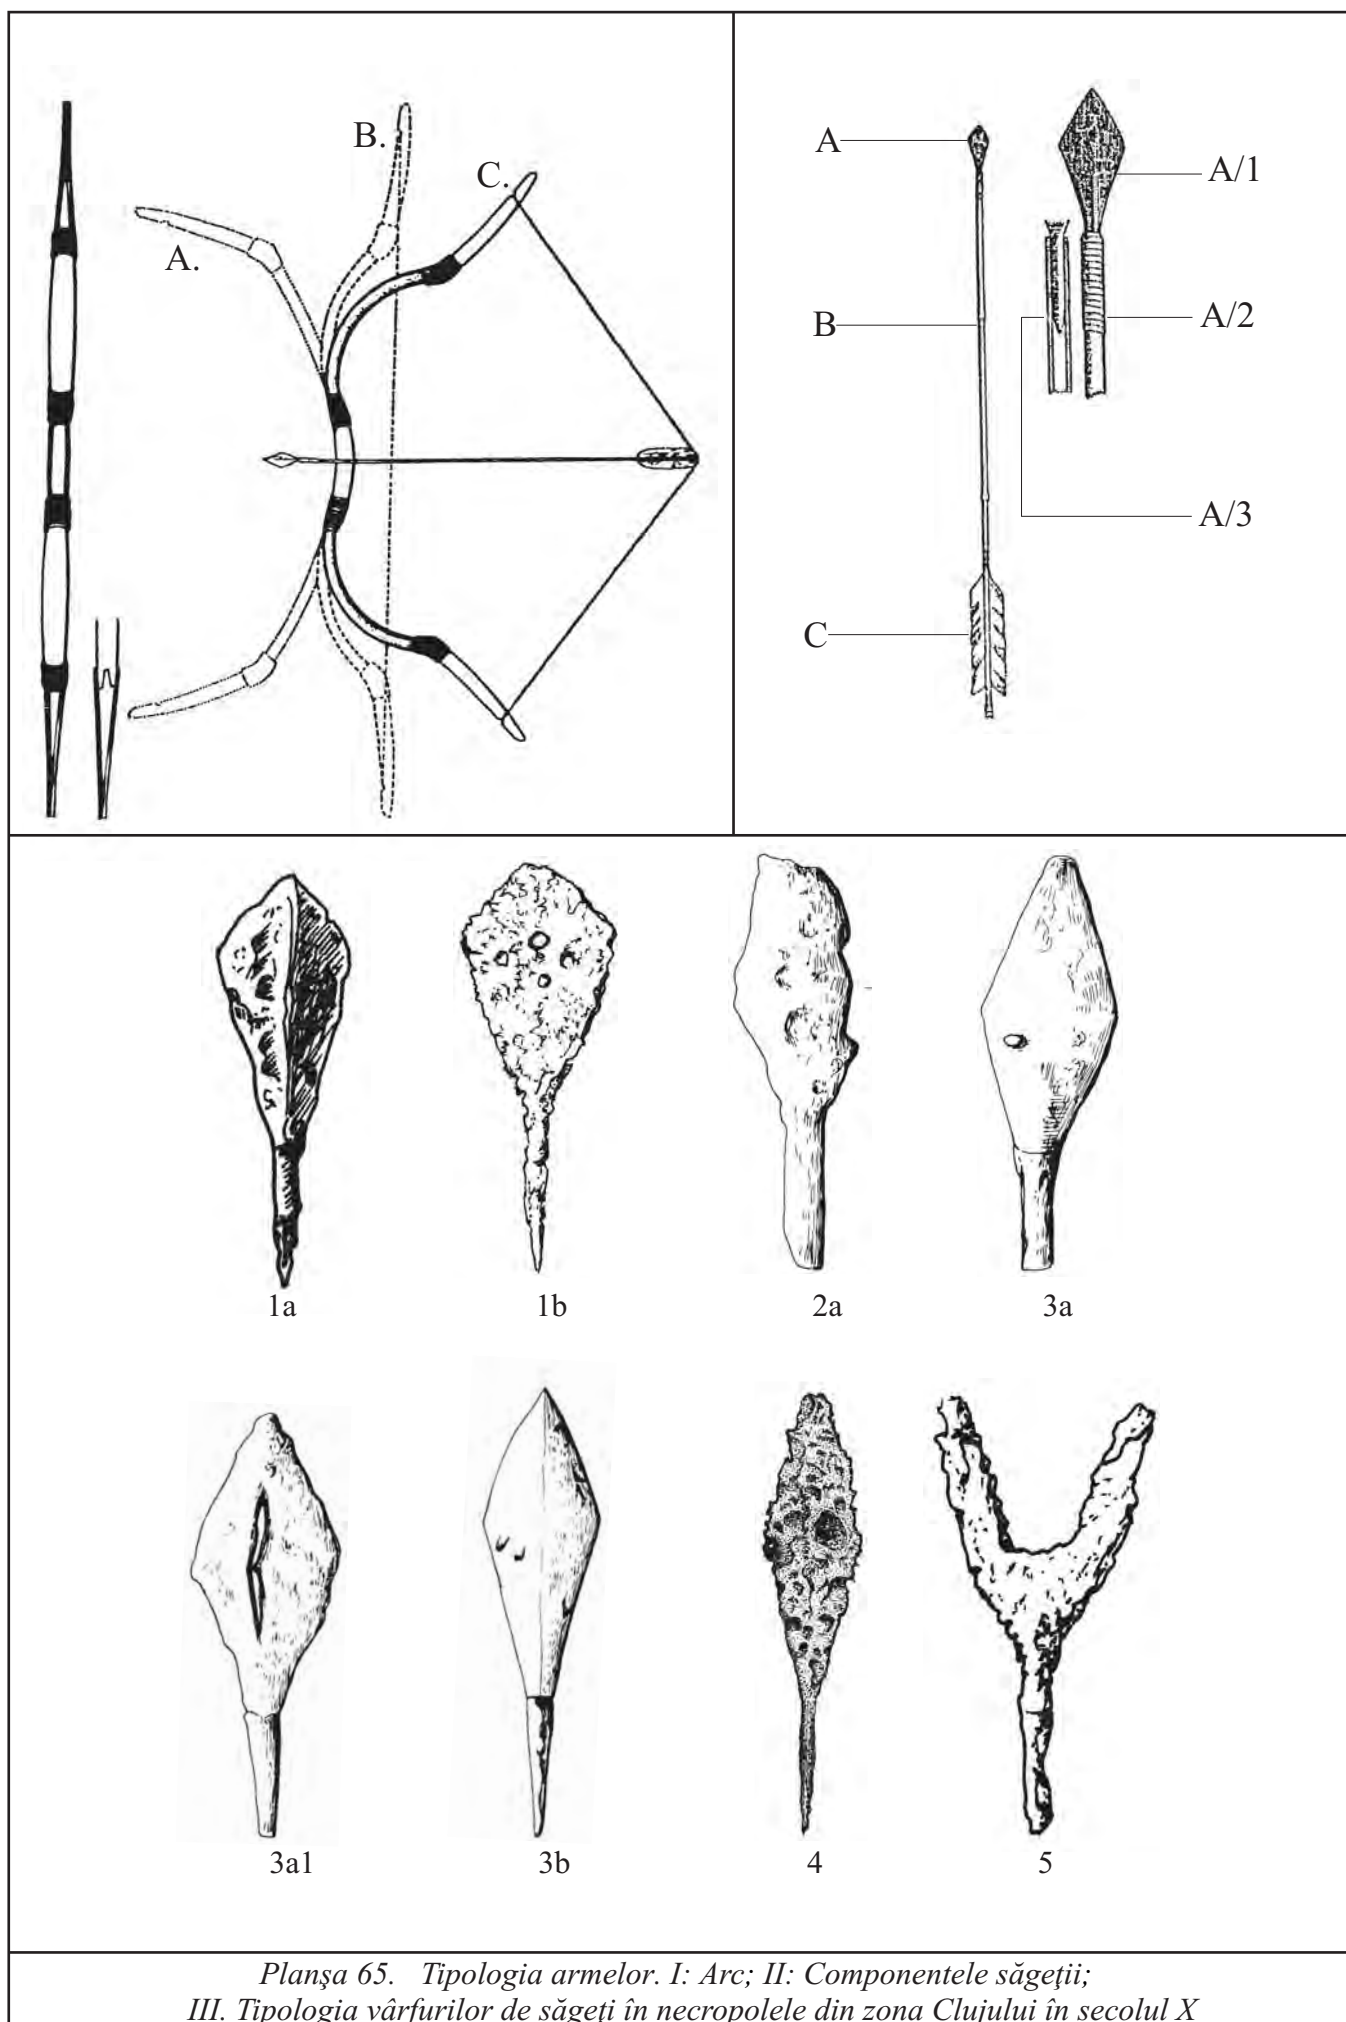 A.
B.
C.
A
B
C
A/1
A/2
A/3
1a
1b
2a
3a
3a1
3b
4
5
Planşa 65. Tipologia armelor. I: Arc; II: Componentele săgeţii;
III. Tipologia vârfurilor de săgeţi în necropolele din zona Clujului în secolul X